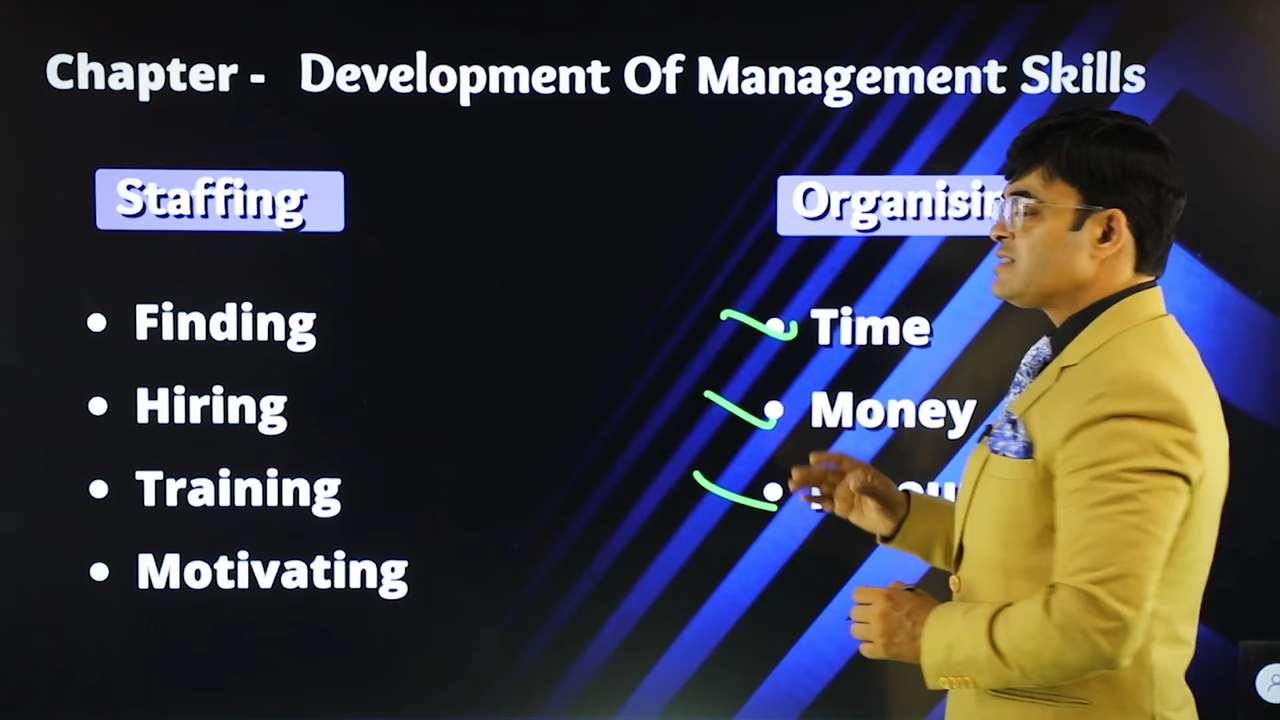 Chapter - Development Of Management Skills
Staffing
• Finding
• Hiring
• Training
• Motivating
Organisin
• Time
• Money